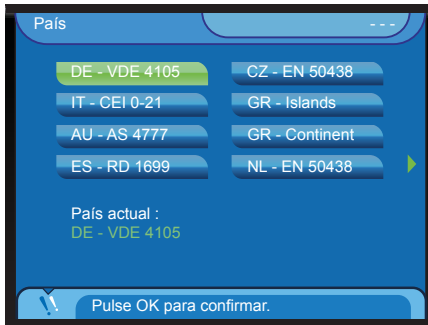 País
- - -
DE - VDE 4105
CZ - EN 50438
IT - CEI 0-21
GR - Islands
AU - AS 4777
GR - Continent
ES - RD 1699
NL - EN 50438
País actual :
DE - VDE 4105
Pulse OK para confirmar.